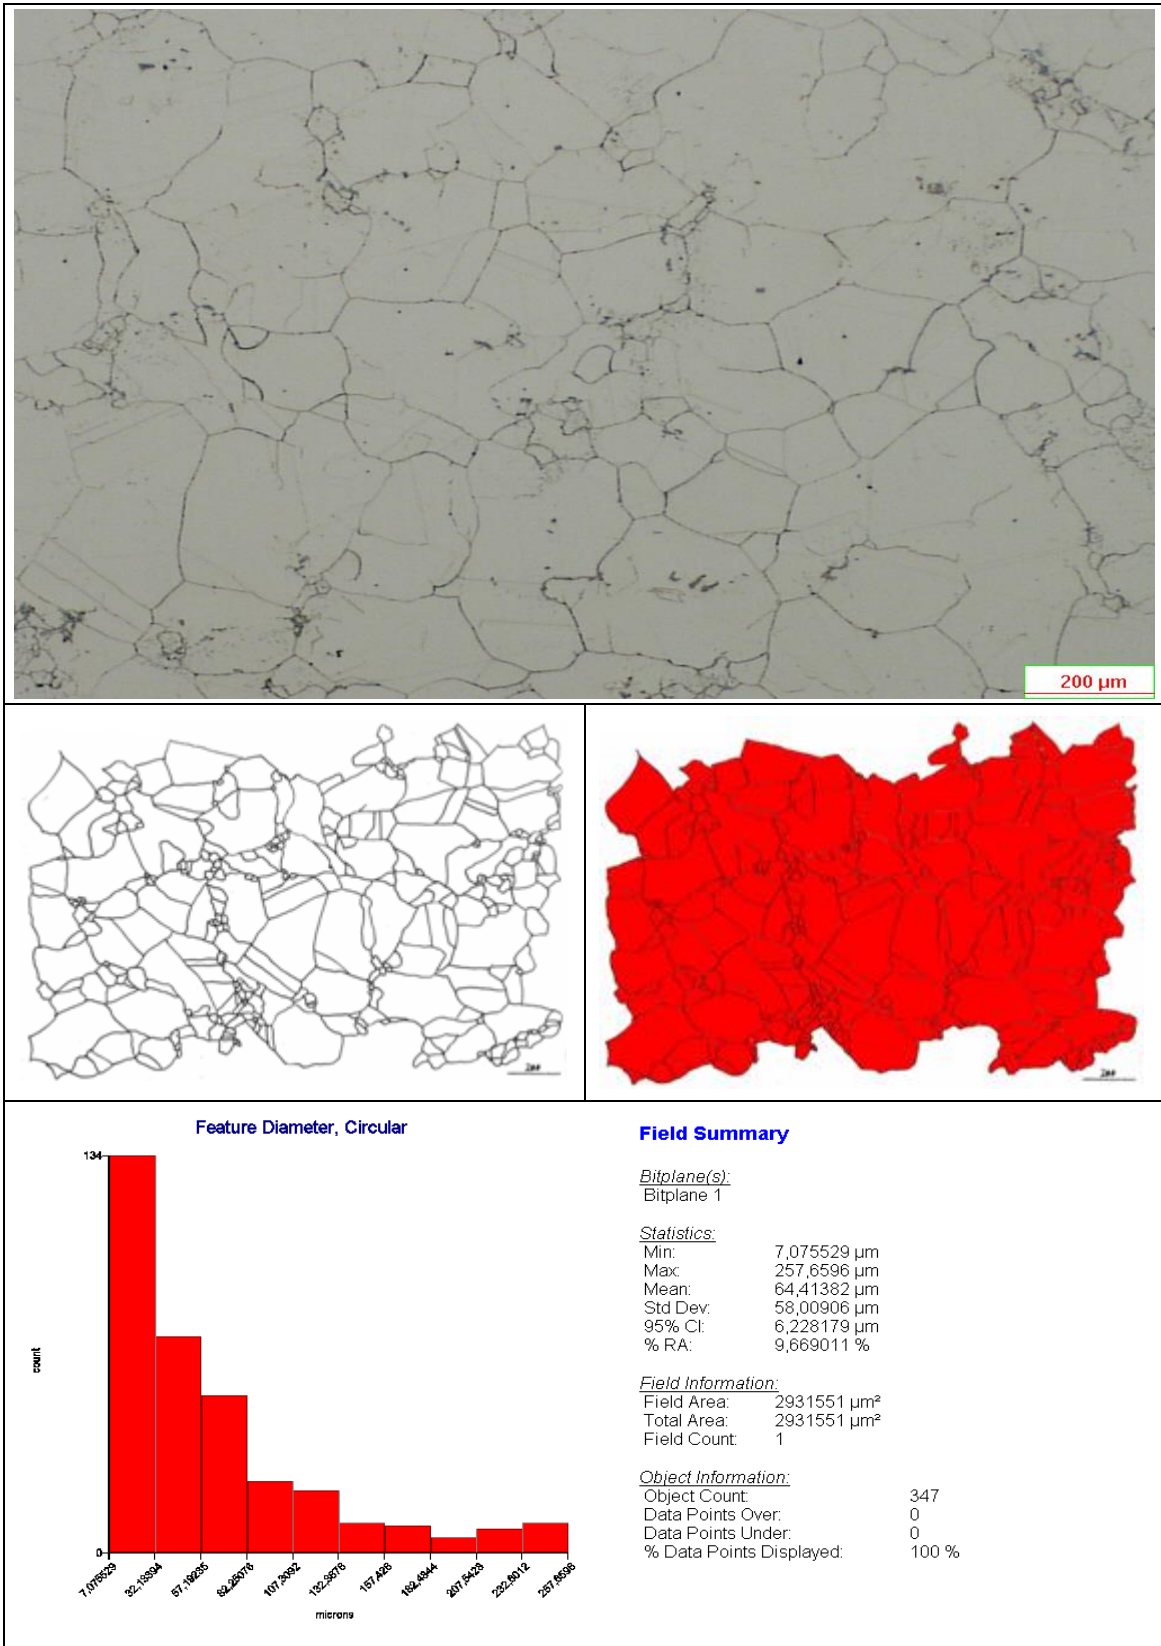 200 µm
Feature Diameter, Circular
134
count
0
7,075529 32,13394 57,19235 82,25076 107,3092 132,3676 157,426 182,4844 207,5428 232,6012 257,6596
microns
Field Summary
Bitplane(s):
Bitplane 1
Statistics:
Min: 7,075529 µm
Max: 257,6596 µm
Mean: 64,41382 µm
Std Dev: 58,00906 µm
95% CI: 6,228179 µm
% RA: 9,669011 %
Field Information:
Field Area: 2931551 µm²
Total Area: 2931551 µm²
Field Count: 1
Object Information:
Object Count: 347
Data Points Over: 0
Data Points Under: 0
% Data Points Displayed: 100 %